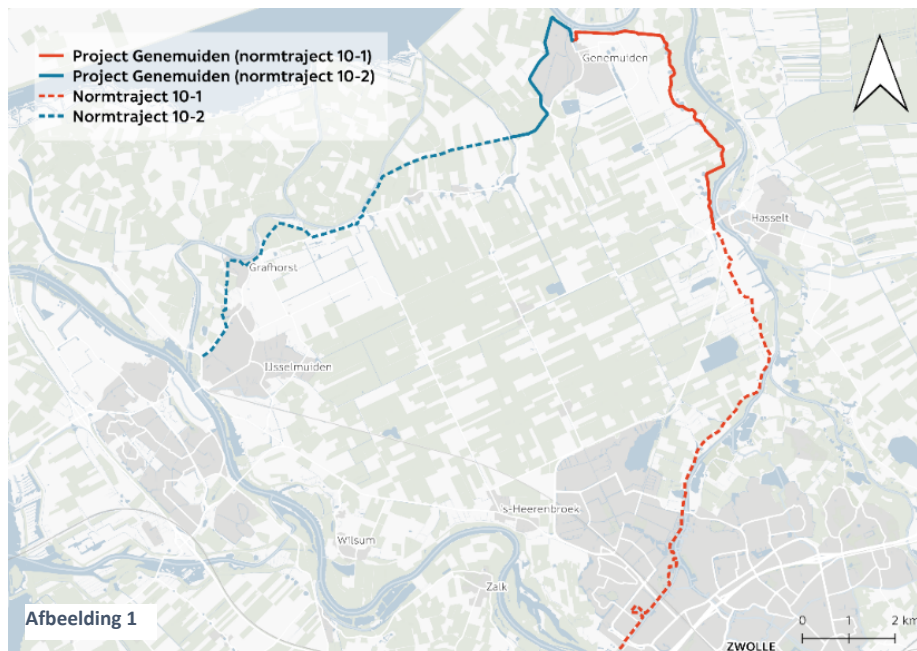 Project Genemuiden (normtraject 10-1)
Project Genemuiden (normtraject 10-2)
Normtraject 10-1
Normtraject 10-2
Genemuiden
Hasselt
Grafhorst
IJsselmuiden
's-Heerenbroek
Wilsum
Zalk
Afbeelding 1
0 1 2 km
ZWOLLE